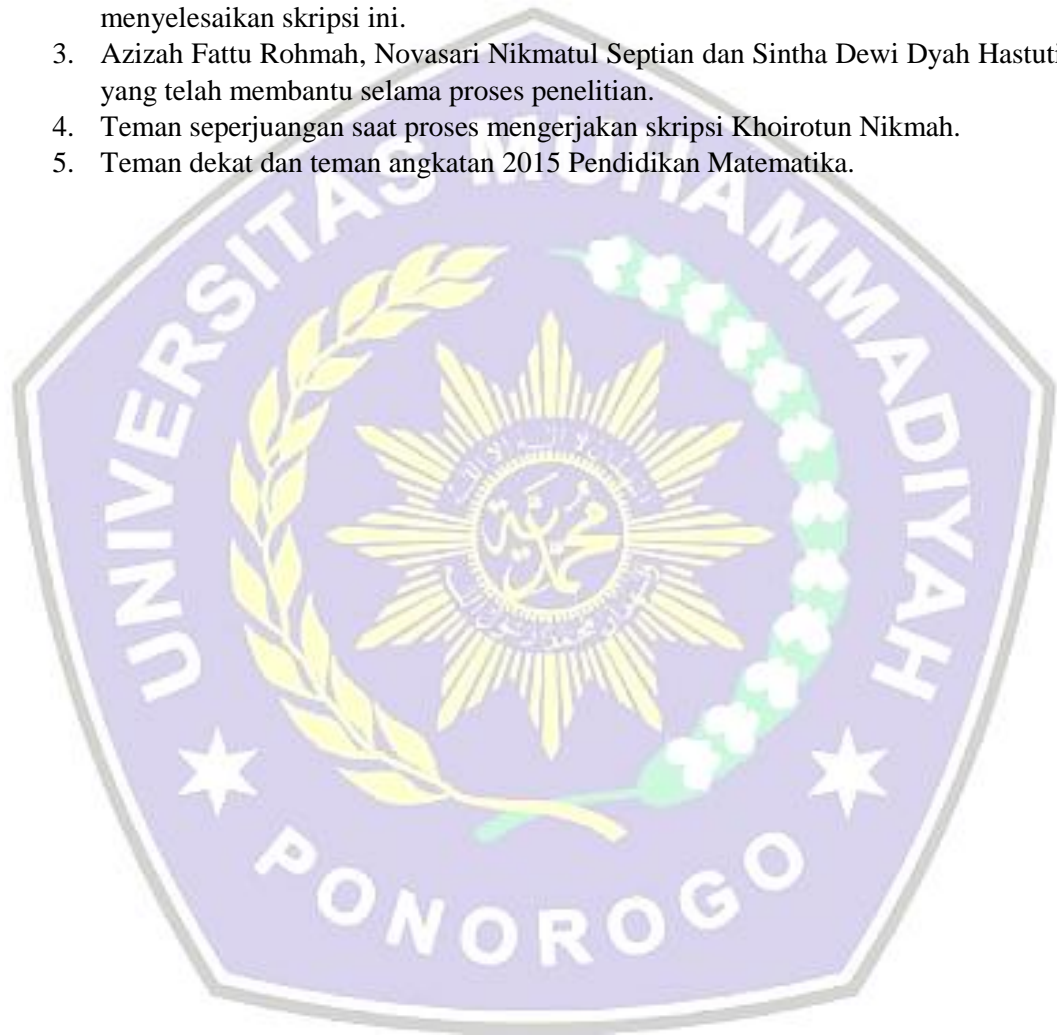 menyelesaikan skripsi ini.
3. Azizah Fattu Rohmah, Novasari Nikmatul Septian dan Sintha Dewi Dyah Hastuti
yang telah membantu selama proses penelitian.
4. Teman seperjuangan saat proses mengerjakan skripsi Khoirotun Nikmah.
5. Teman dekat dan teman angkatan 2015 Pendidikan Matematika.
UNIVERSITAS MUHAMMADIYAH
محمدية
PONOROGO